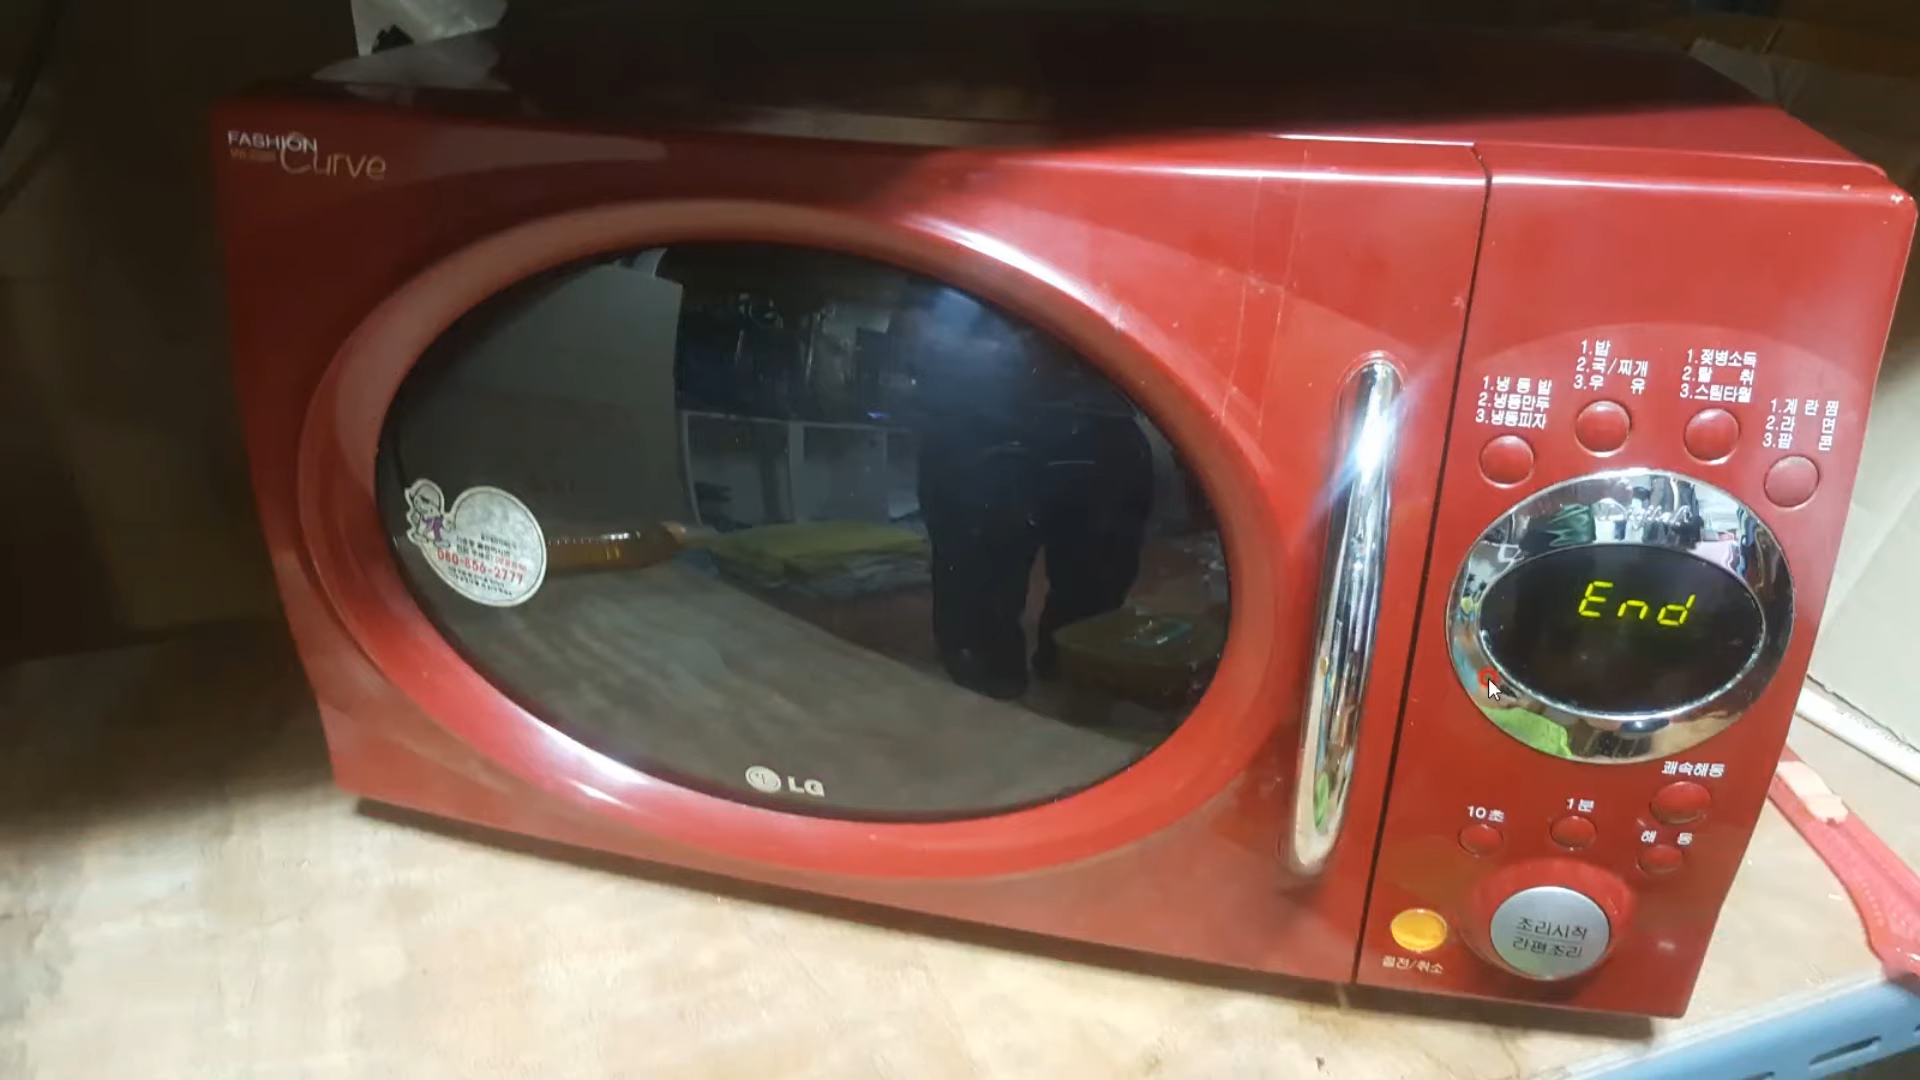 FASHION
Curve
1.밥
2.국/찌개
3.우 유
1.젖병소독
2.탈 취
3.스팀타월
1.냉동밥
2.냉동만두
3.냉동피자
1.계란찜
2.라 면
3.팝 콘
080-856-2777
End
LG
쾌속해동
10초
1분
해 동
조리시작
간편조리
절전/취소